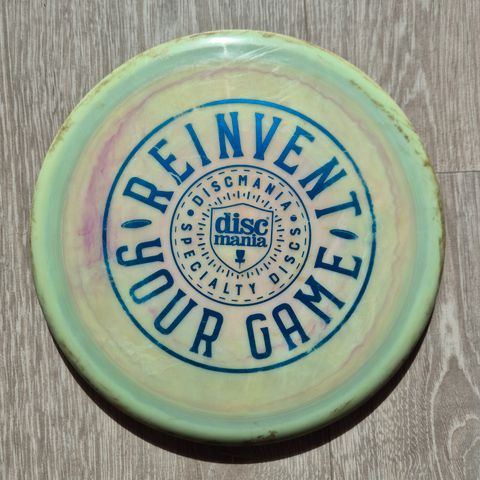 REINVENT
YOUR GAME
DISCMANIA
SPECIALTY DISCS
disc
mania